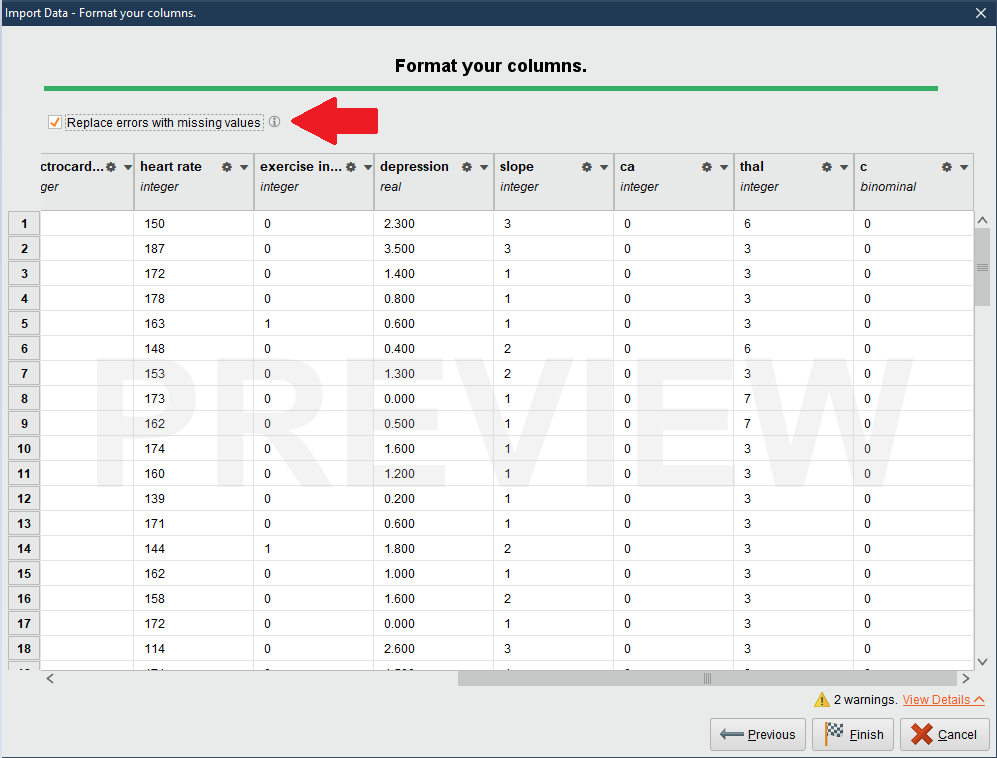 Import Data - Format your columns.
Format your columns.
Replace errors with missing values
ctrocard... heart rate exercise in... depression slope ca thal c
ger integer integer real integer integer integer binominal
1 150 0 2.300 3 0 6 0
2 187 0 3.500 3 0 3 0
3 172 0 1.400 1 0 3 0
4 178 0 0.800 1 0 3 0
5 163 1 0.600 1 0 3 0
6 148 0 0.400 2 0 6 0
7 153 0 1.300 2 0 3 0
8 173 0 0.000 1 0 7 0
9 162 0 0.500 1 0 7 0
10 174 0 1.600 1 0 3 0
11 160 0 1.200 1 0 3 0
12 139 0 0.200 1 0 3 0
13 171 0 0.600 1 0 3 0
14 144 1 1.800 2 0 3 0
15 162 0 1.000 1 0 3 0
16 158 0 1.600 2 0 3 0
17 172 0 0.000 1 0 3 0
18 114 0 2.600 3 0 3 0
PREVIEW
2 warnings. View Details
Previous Finish Cancel